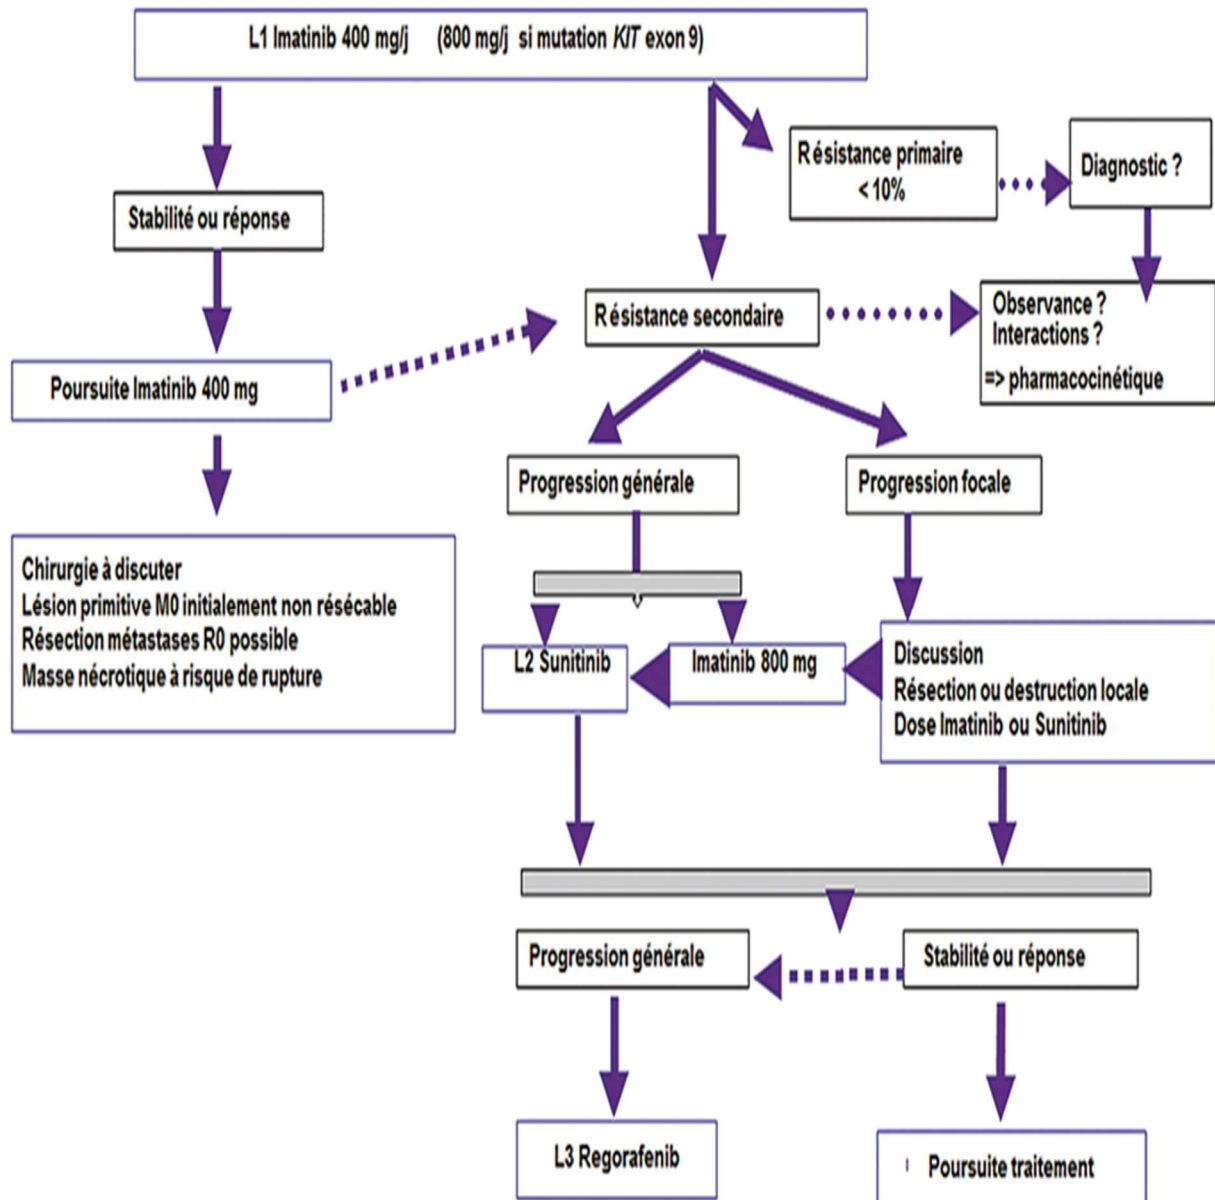 L1 Imatinib 400 mg/j (800 mg/j si mutation KIT exon 9)
Résistance primaire
< 10%
Diagnostic ?
Stabilité ou réponse
Résistance secondaire
Observance ?
Interactions ?
=> pharmacocinétique
Poursuite Imatinib 400 mg
Progression générale
Progression focale
Chirurgie à discuter
Lésion primitive M0 initialement non résécable
Résection métastases R0 possible
Masse nécrotique à risque de rupture
L2 Sunitinib
Imatinib 800 mg
Discussion
Résection ou destruction locale
Dose Imatinib ou Sunitinib
Progression générale
Stabilité ou réponse
L3 Regorafenib
Poursuite traitement